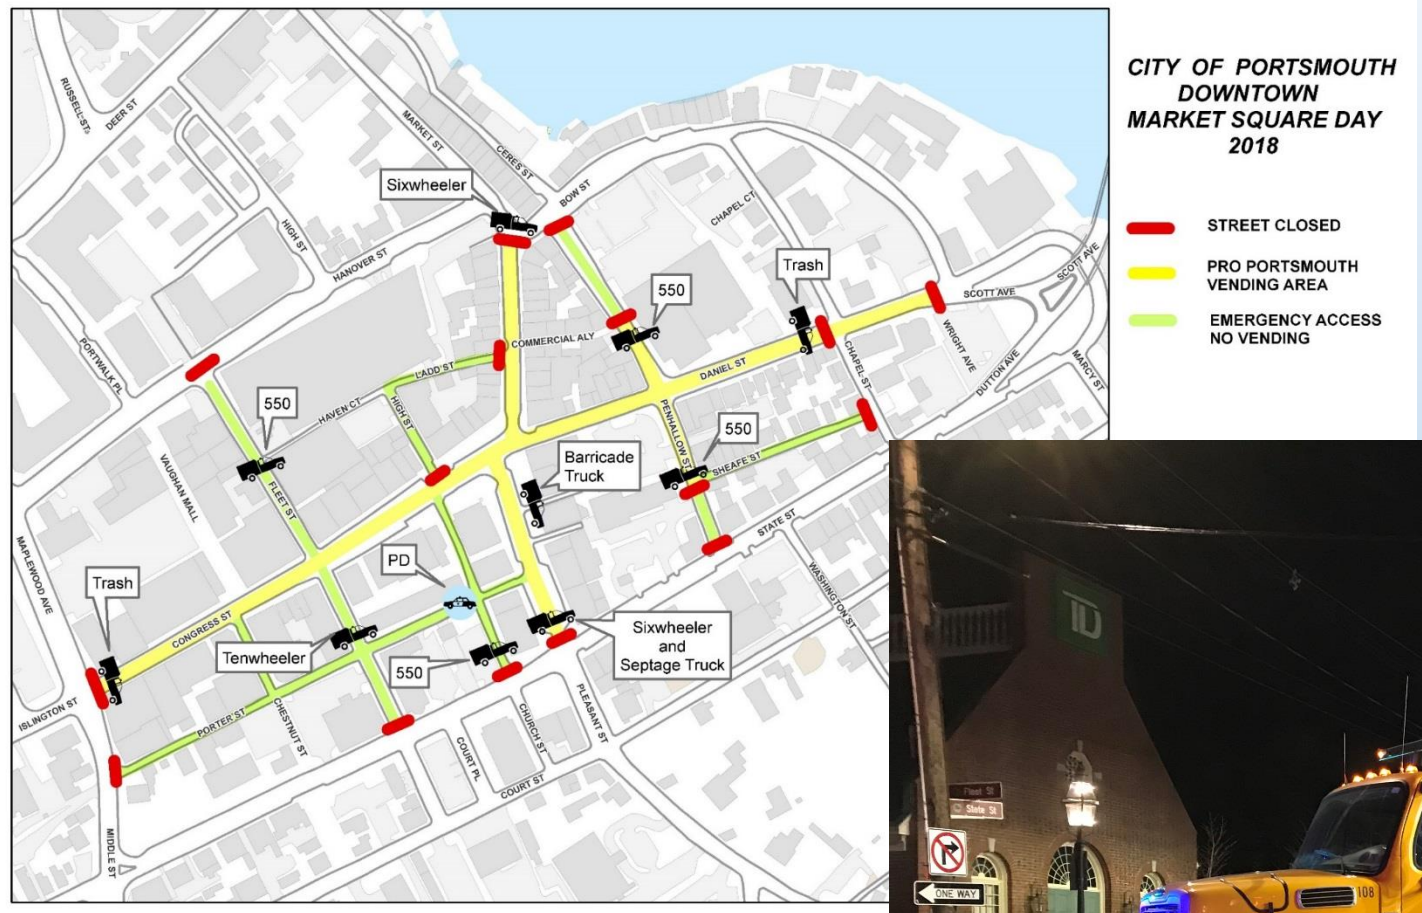 CITY OF PORTSMOUTH
DOWNTOWN
MARKET SQUARE DAY
2018
STREET CLOSED
PRO PORTSMOUTH
VENDING AREA
EMERGENCY ACCESS
NO VENDING
RUSSELL ST
DEER ST
MARKET ST
CERES ST
BOW ST
Sixwheeler
HIGH ST
HANOVER ST
CHAPEL CT
Trash
550
SCOTT AVE
SCOTT AVE
PORTWALK PL
COMMERCIAL ALY
LADD ST
DANIEL ST
CHAPEL ST
WRIGHT AVE
DUTTON AVE
MARCY ST
550
HAVEN CT
HIGH ST
PENHALLOW ST
550
SHEAFE ST
Barricade
Truck
VAUGHAN MALL
FLEET ST
STATE ST
MAPLEWOOD AVE
PD
WASHINGTON ST
Trash
CONGRESS ST
Tenwheeler
550
Sixwheeler
and
Septage Truck
ISLINGTON ST
PORTER ST
CHESTNUT ST
CHURCH ST
PLEASANT ST
COURT PL
COURT ST
MIDDLE ST
TD
Fleet St
State St
ONE WAY
108